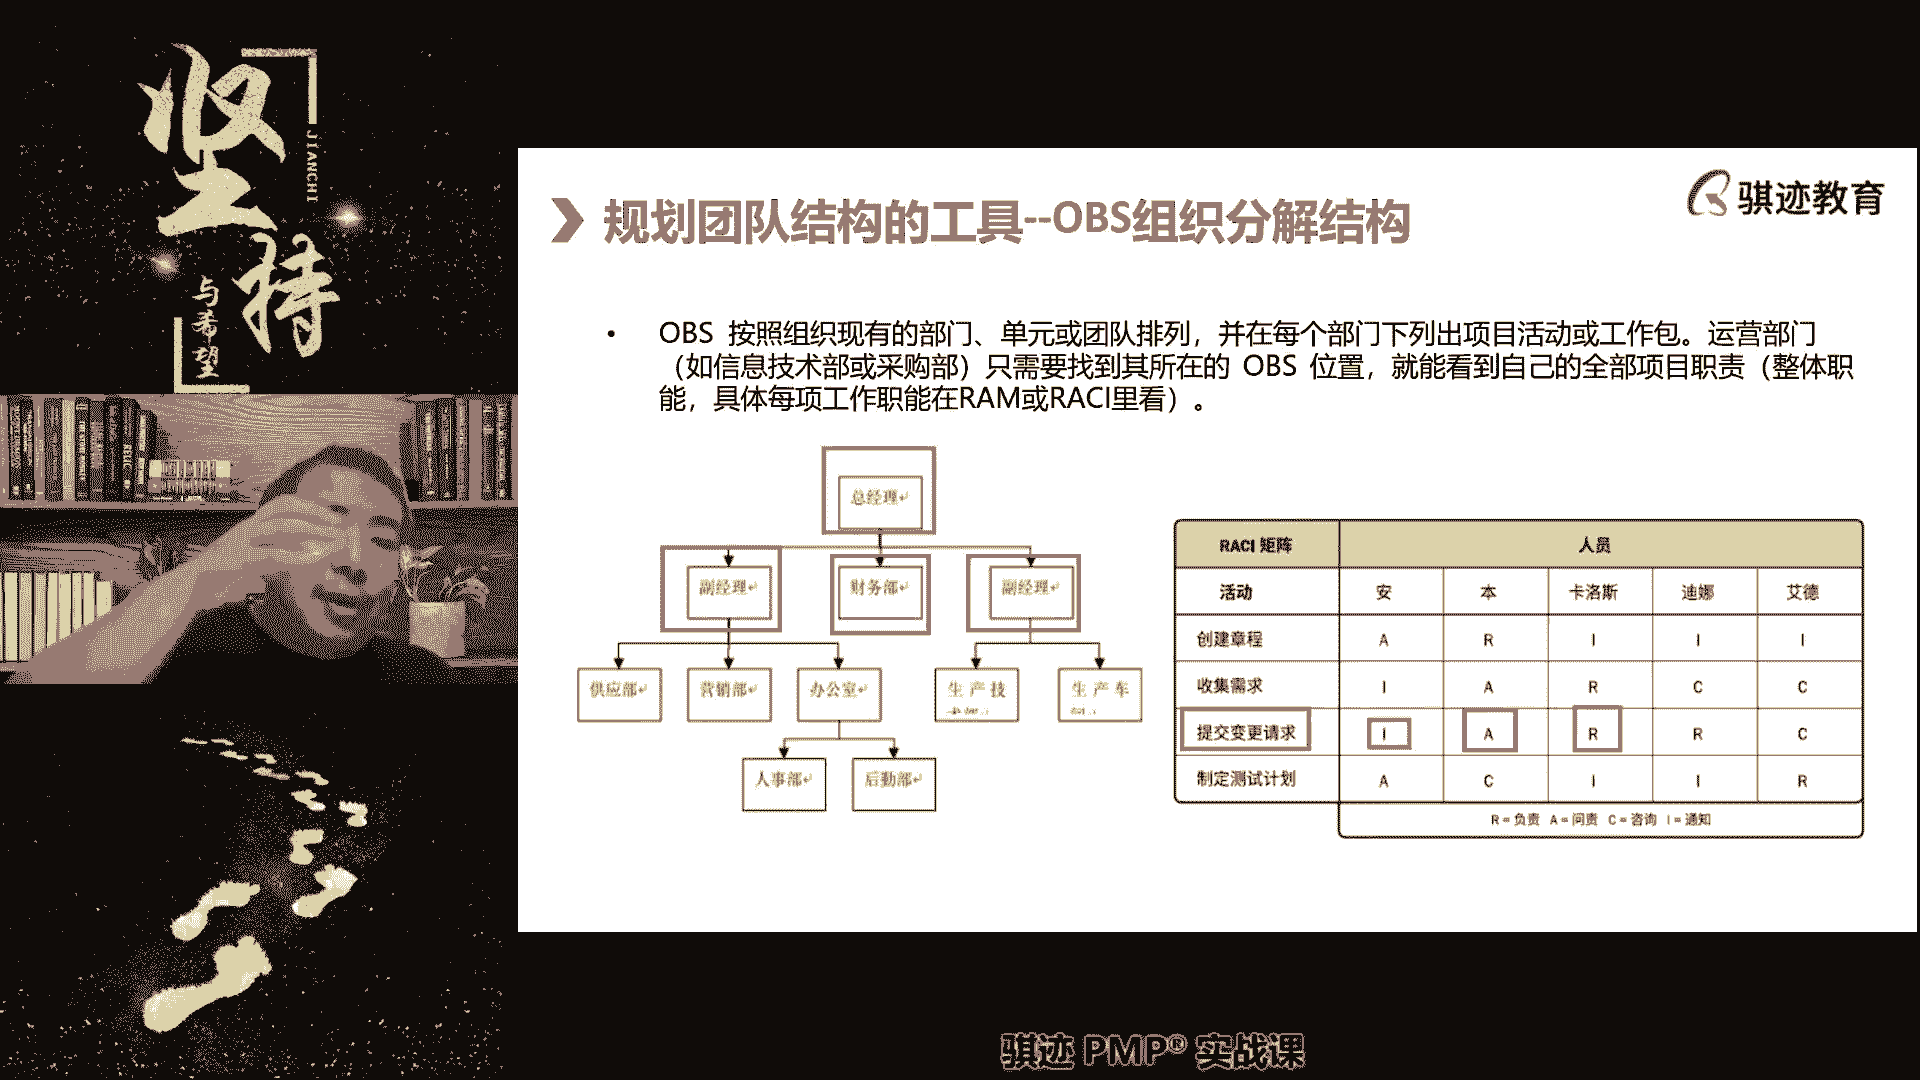 坚持
JIANCHI
与希望
骐迹教育
规划团队结构的工具--OBS组织分解结构
• OBS 按照组织现有的部门、单元或团队排列，并在每个部门下列出项目活动或工作包。运营部门
（如信息技术部或采购部）只需要找到其所在的 OBS 位置，就能看到自己的全部项目职责（整体职
能，具体每项工作职能在RAM或RACI里看）。
总经理
副经理 财务部 副经理
供应部 营销部 办公室 生产技 生产车
人事部 后勤部
RACI 矩阵 人员
活动 安 本 卡洛斯 迪娜 艾德
创建章程 A R I I I
收集需求 I A R C C
提交变更请求 I A R R C
制定测试计划 A C I I R
R = 负责 A = 问责 C = 咨询 I = 通知
骐迹 PMP® 实战课